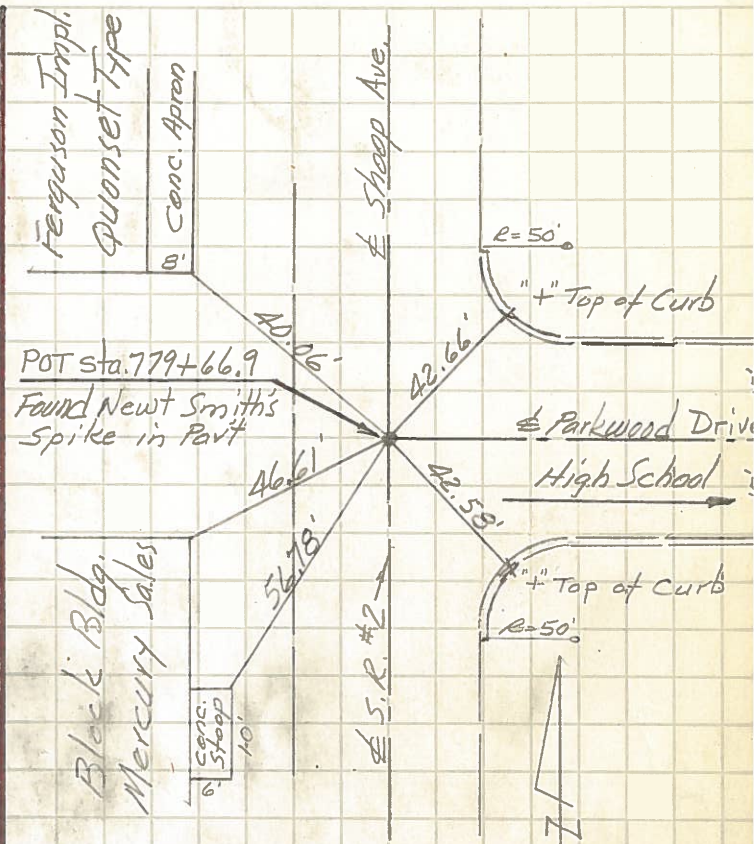 Ferguson Impl.
Quonset Type
Conc. Apron
8'
℄ Shoop Ave.
R=50'
"+" Top of Curb
40.06'
42.66'
POT Sta. 779+66.9
Found Newt Smith's
Spike in Pav't
℄ Parkwood Drive
High School
46.61'
42.58'
56.78'
"+" Top of Curb
R=50'
Block Bldg.
Mercury Sales
Conc.
Stoop
10'
6'
℄ S.R. #2
N